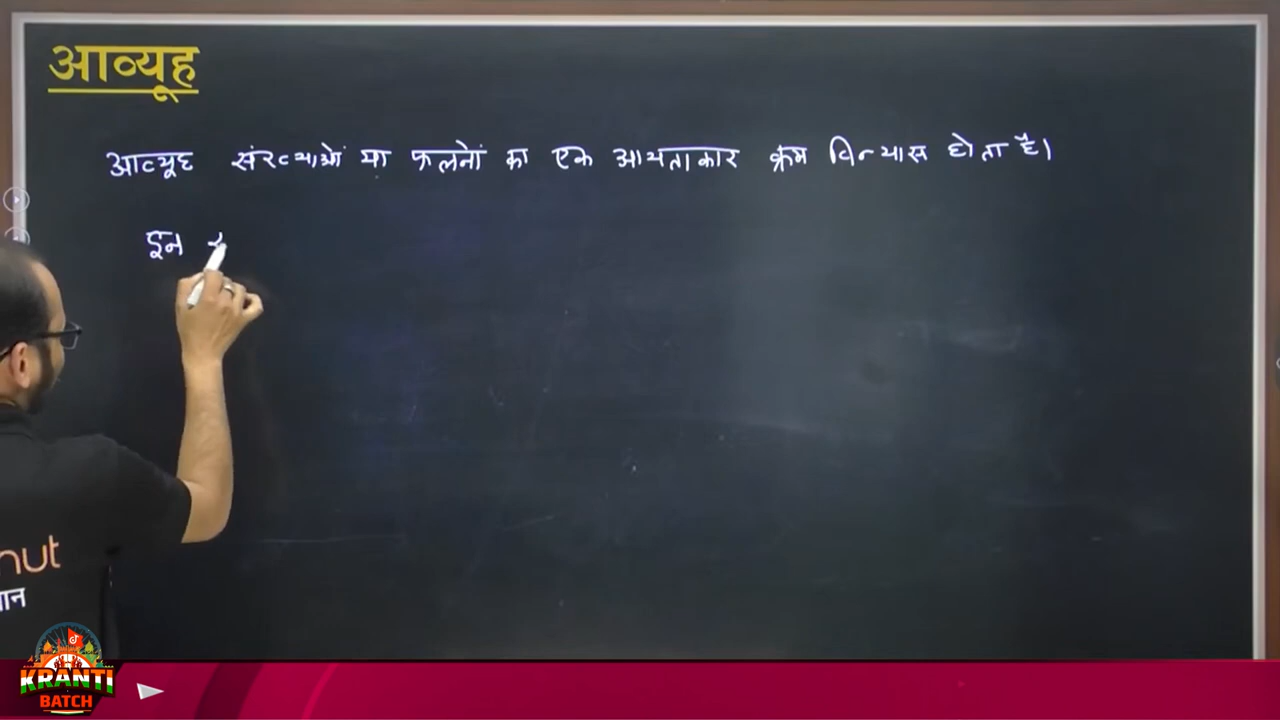 आव्यूह
आव्यूह संख्याओं या फलनों का एक आयताकार क्रम विन्यास होता है।
इन
nut
KRANTI
BATCH